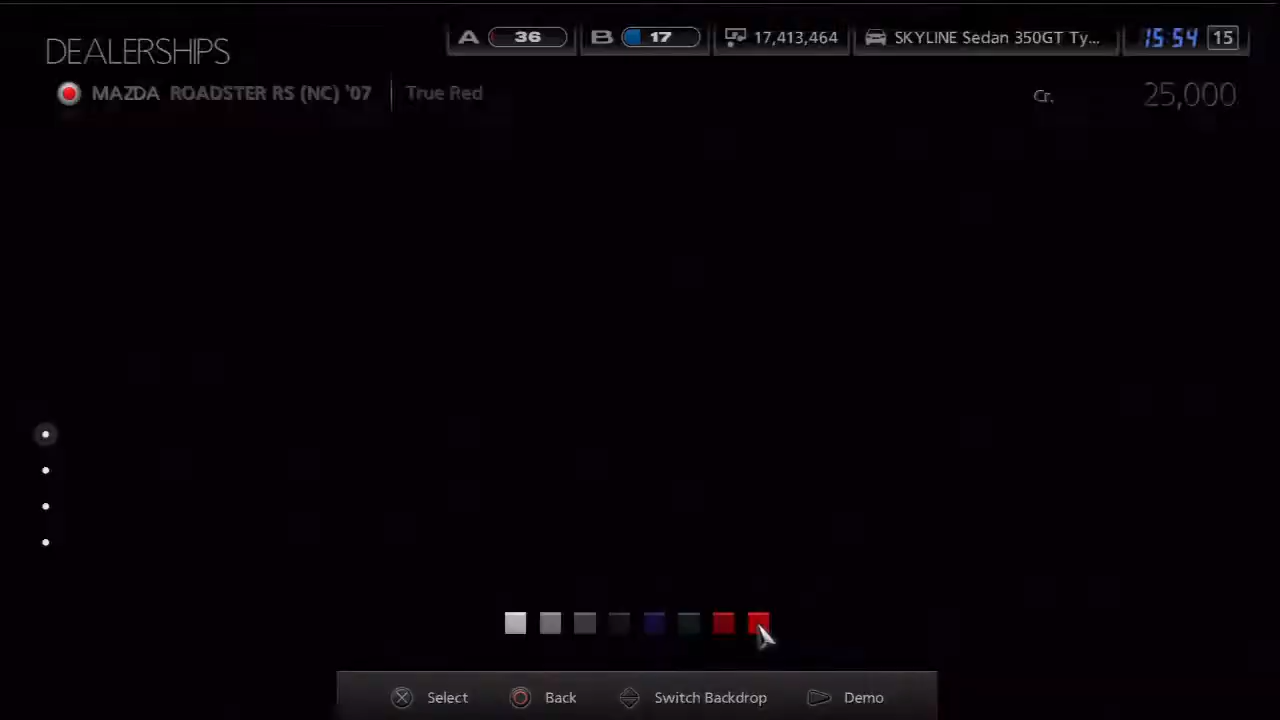 DEALERSHIPS
A 36 B 17 17,413,464 SKYLINE Sedan 350GT Ty... 15:54 15
MAZDA ROADSTER RS (NC) '07 True Red Cr. 25,000
Select Back Switch Backdrop Demo